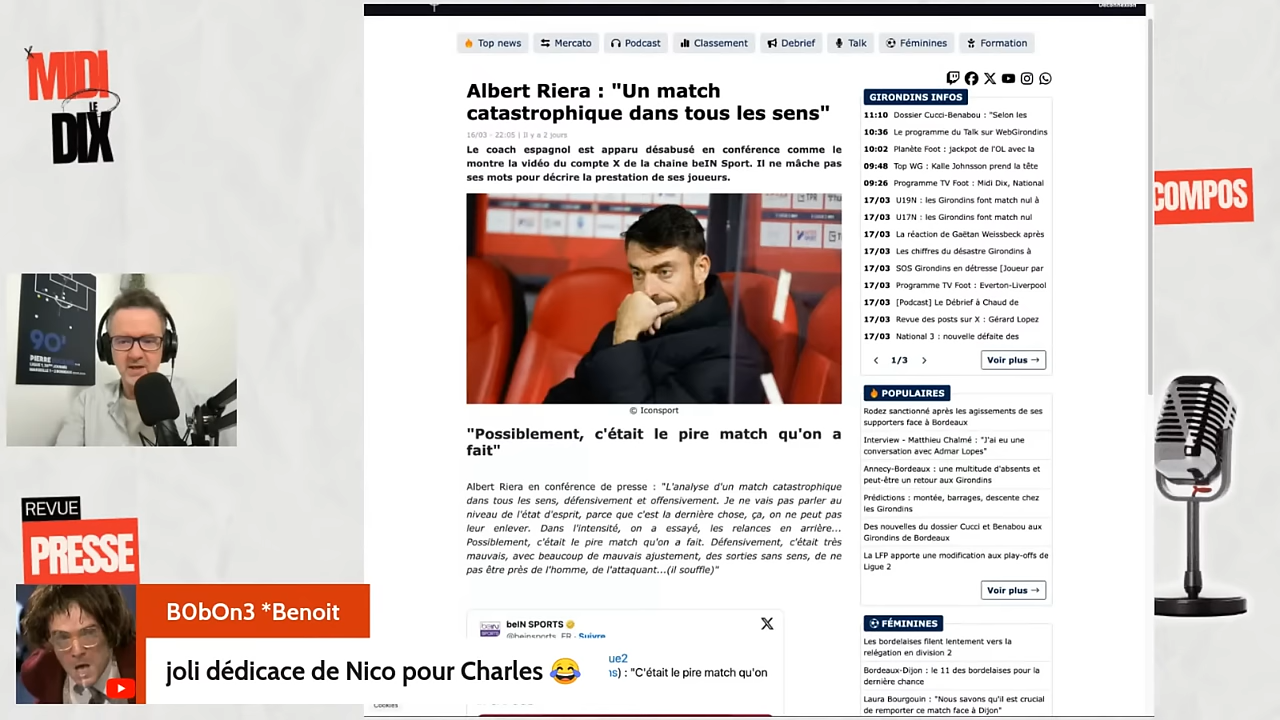 Déconnexion
Top news
Mercato
Podcast
Classement
Debrief
Talk
Féminines
Formation
MIDI
LE
DIX
90'
PIERRE
REVUE
PRESSE
Albert Riera : "Un match
catastrophique dans tous les sens"
16/03 - 22:05 | Il y a 2 jours
Le coach espagnol est apparu désabusé en conférence comme le
montre la vidéo du compte X de la chaine beIN Sport. Il ne mâche pas
ses mots pour décrire la prestation de ses joueurs.
© Iconsport
"Possiblement, c'était le pire match qu'on a
fait"
Albert Riera en conférence de presse : "L'analyse d'un match catastrophique
dans tous les sens, défensivement et offensivement. Je ne vais pas parler au
niveau de l'état d'esprit, parce que c'est la dernière chose, ça, on ne peut pas
leur enlever. Dans l'intensité, on a essayé, les relances en arrière...
Possiblement, c'était le pire match qu'on a fait. Défensivement, c'était très
mauvais, avec beaucoup de mauvais ajustement, des sorties sans sens, de ne
pas être près de l'homme, de l'attaquant...(il souffle)"
beIN SPORTS
@beinsports_FR · Suivre
ue2
ns) : "C'était le pire match qu'on
GIRONDINS INFOS
11:10 Dossier Cucci-Benabou : "Selon les
10:36 Le programme du Talk sur WebGirondins
10:02 Planète Foot : jackpot de l'OL avec la
09:48 Top WG : Kalle Johnsson prend la tête
09:26 Programme TV Foot : Midi Dix, National
17/03 U19N : les Girondins font match nul à
17/03 U17N : les Girondins font match nul
17/03 La réaction de Gaëtan Weissbeck après
17/03 Les chiffres du désastre Girondins à
17/03 SOS Girondins en détresse [Joueur par
17/03 Programme TV Foot : Everton-Liverpool
17/03 [Podcast] Le Débrief à Chaud de
17/03 Revue des posts sur X : Gérard Lopez
17/03 National 3 : nouvelle défaite des
1/3
Voir plus →
POPULAIRES
Rodez sanctionné après les agissements de ses
supporters face à Bordeaux
Interview - Matthieu Chalmé : "J'ai eu une
conversation avec Admar Lopes"
Annecy-Bordeaux : une multitude d'absents et
peut-être un retour aux Girondins
Prédictions : montée, barrages, descente chez
les Girondins
Des nouvelles du dossier Cucci et Benabou aux
Girondins de Bordeaux
La LFP apporte une modification aux play-offs de
Ligue 2
Voir plus →
FÉMININES
Les bordelaises filent lentement vers la
relégation en division 2
Bordeaux-Dijon : le 11 des bordelaises pour la
dernière chance
Laura Bourgouin : "Nous savons qu'il est crucial
de remporter ce match face à Dijon"
COMPOS
B0bOn3 *Benoit
joli dédicace de Nico pour Charles 😂
Cookies